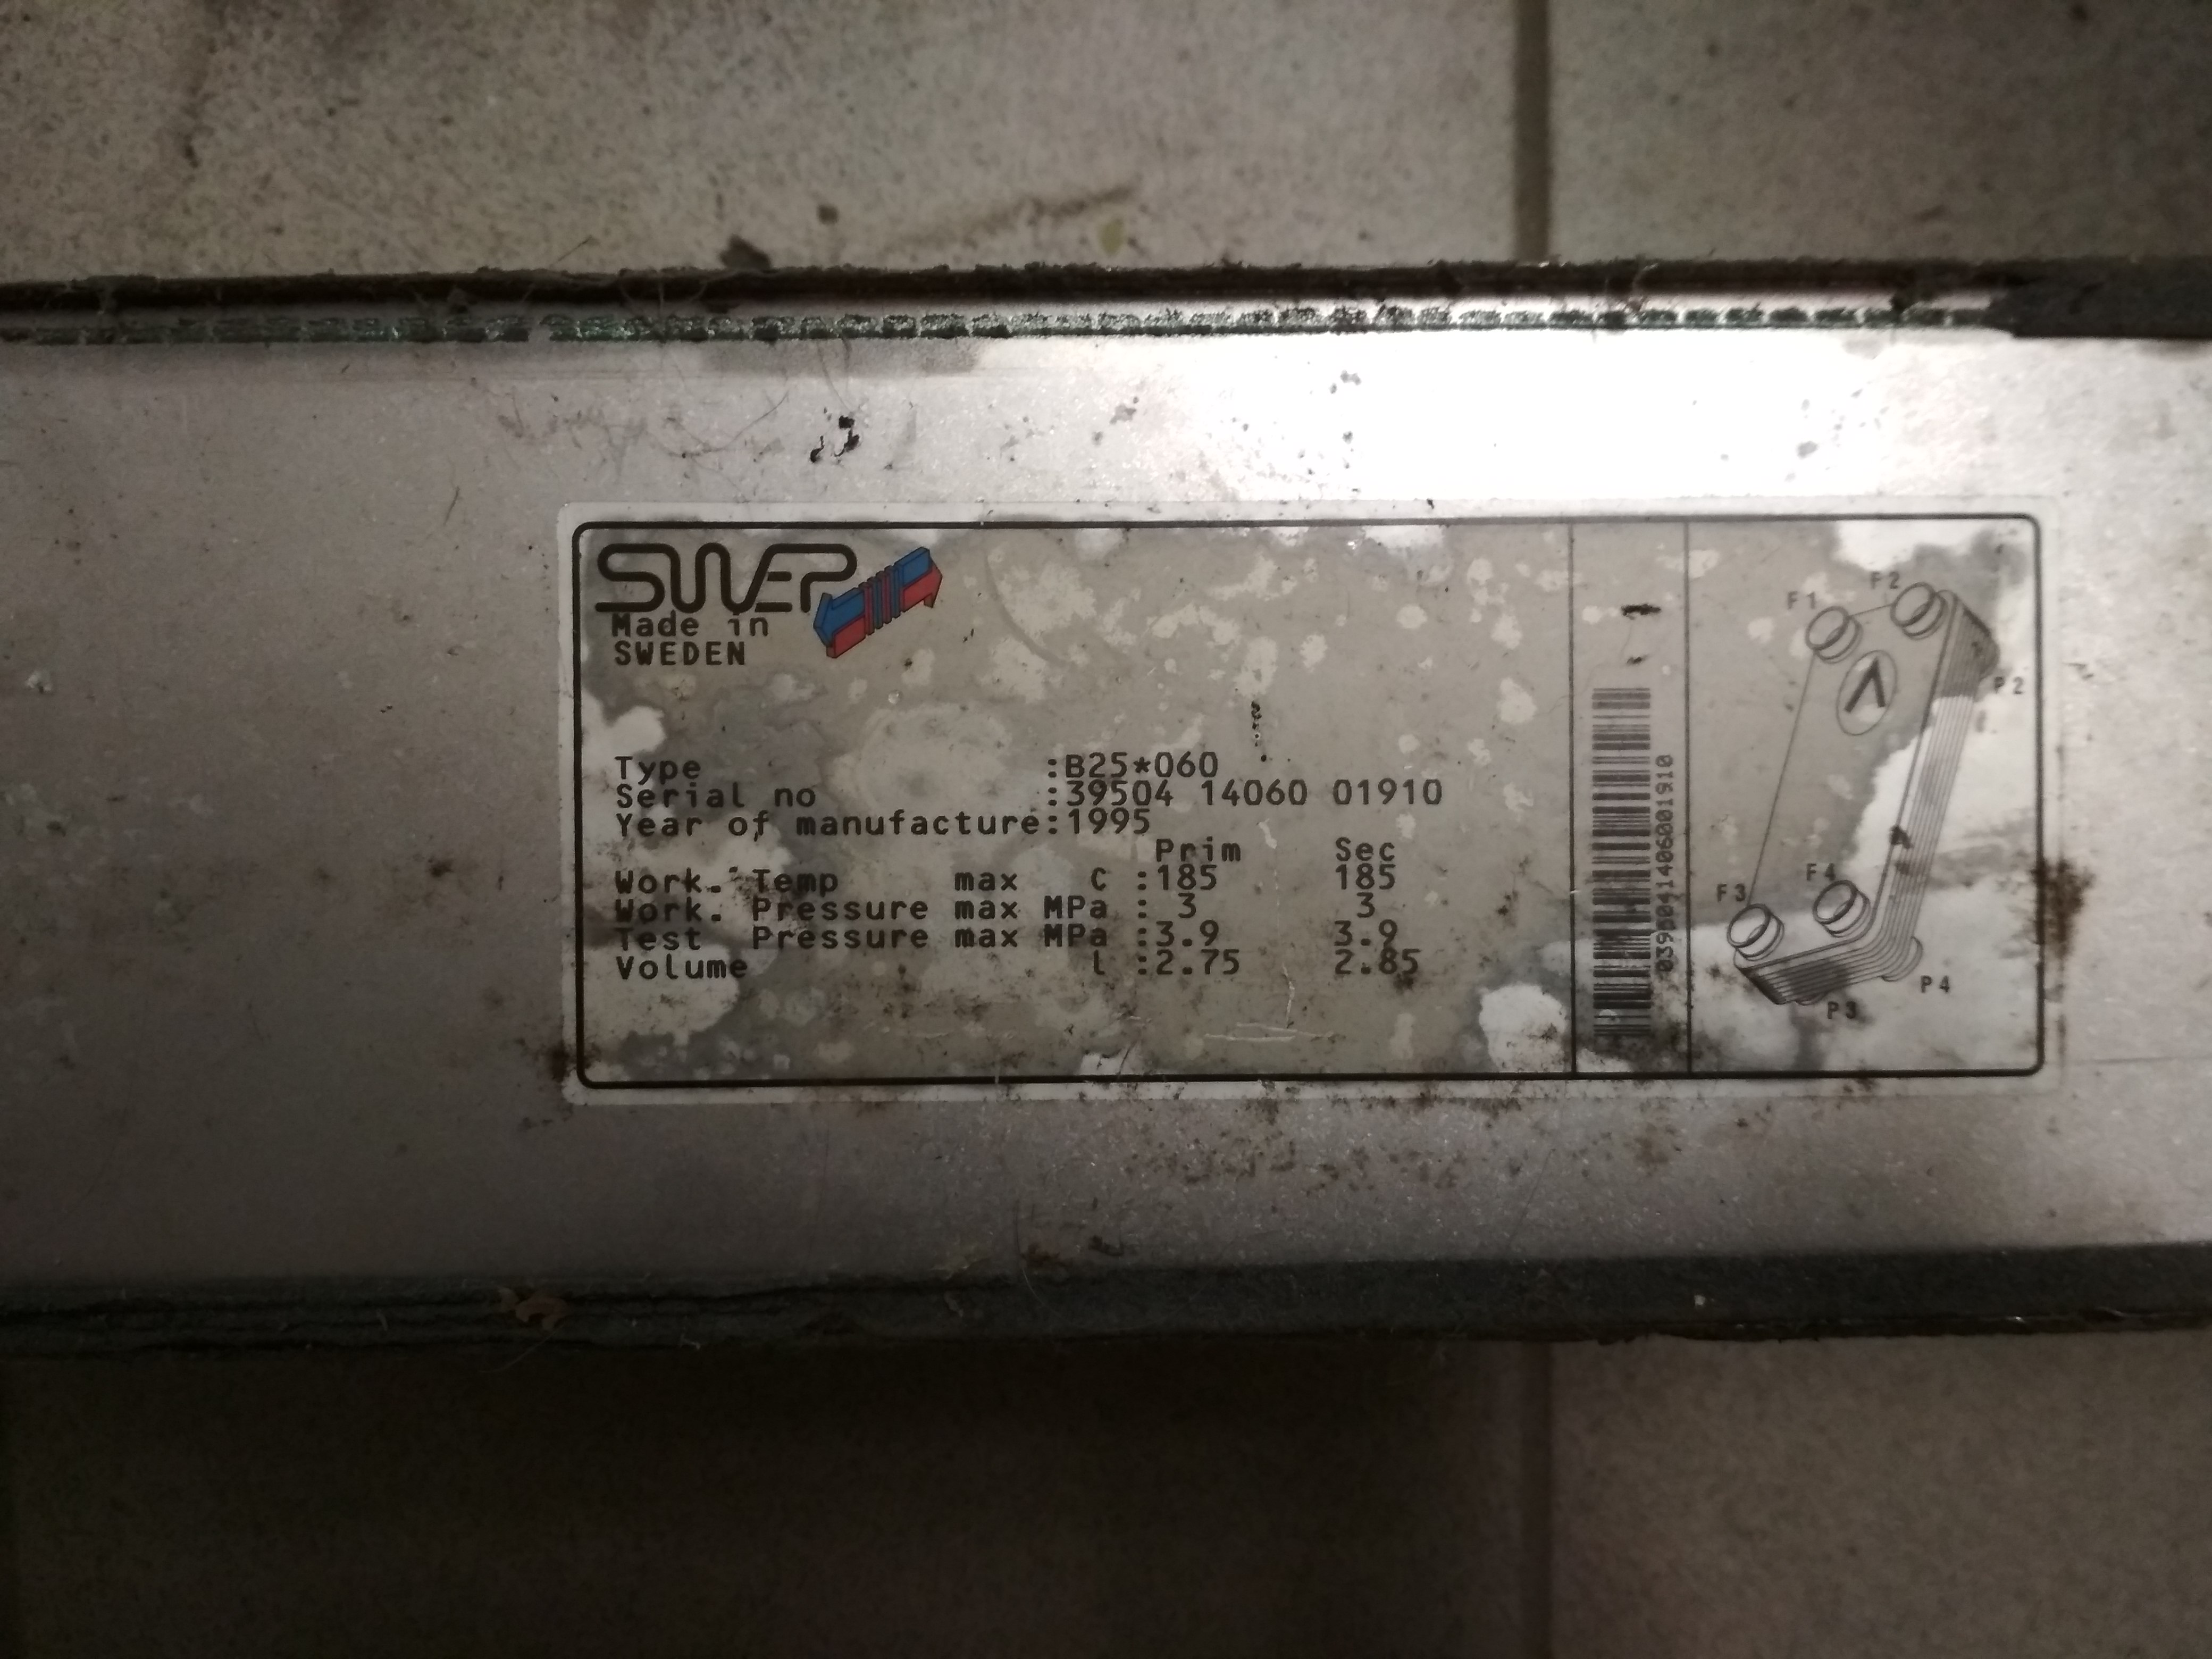 SWEP
Made in
SWEDEN
Type :B25*060
Serial no :39504 14060 01910
Year of manufacture:1995
Prim Sec
Work. Temp max C :185 185
Work. Pressure max MPa : 3 3
Test Pressure max MPa :3.9 3.9
Volume l :2.75 2.85
0395041406001910
F1
F2
P2
F3
F4
P3
P4